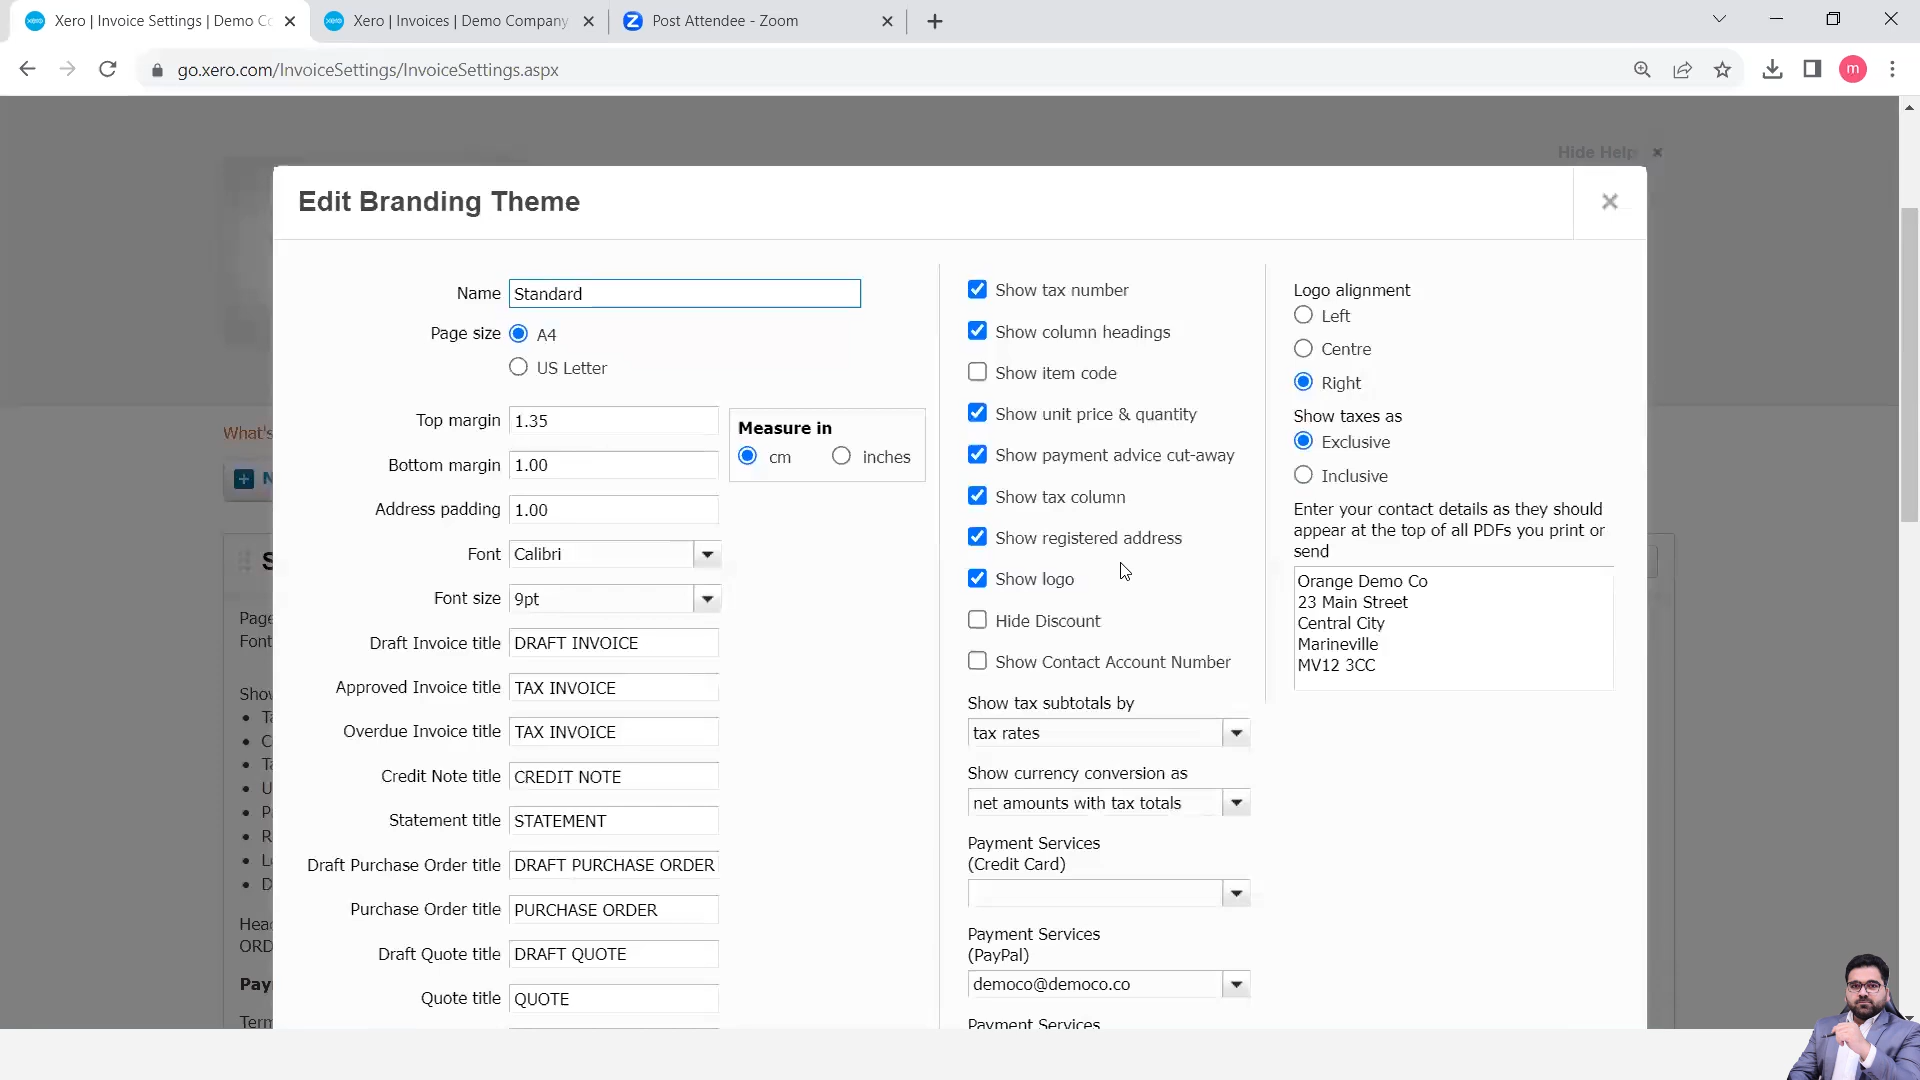 Xero | Invoice Settings | Demo Co
Xero | Invoices | Demo Company
Post Attendee - Zoom
go.xero.com/InvoiceSettings/InvoiceSettings.aspx
m
Hide Help
Edit Branding Theme
Name
Standard
Page size
A4
US Letter
Top margin
1.35
Measure in
cm
inches
Bottom margin
1.00
Address padding
1.00
Font
Calibri
Font size
9pt
Draft Invoice title
DRAFT INVOICE
Approved Invoice title
TAX INVOICE
Overdue Invoice title
TAX INVOICE
Credit Note title
CREDIT NOTE
Statement title
STATEMENT
Draft Purchase Order title
DRAFT PURCHASE ORDER
Purchase Order title
PURCHASE ORDER
Draft Quote title
DRAFT QUOTE
Quote title
QUOTE
Show tax number
Show column headings
Show item code
Show unit price & quantity
Show payment advice cut-away
Show tax column
Show registered address
Show logo
Hide Discount
Show Contact Account Number
Show tax subtotals by
tax rates
Show currency conversion as
net amounts with tax totals
Payment Services
(Credit Card)
Payment Services
(PayPal)
democo@democo.co
Payment Services
Logo alignment
Left
Centre
Right
Show taxes as
Exclusive
Inclusive
Enter your contact details as they should
appear at the top of all PDFs you print or
send
Orange Demo Co
23 Main Street
Central City
Marineville
MV12 3CC
What's
Page
Font
Show
ORD
Pay
Term